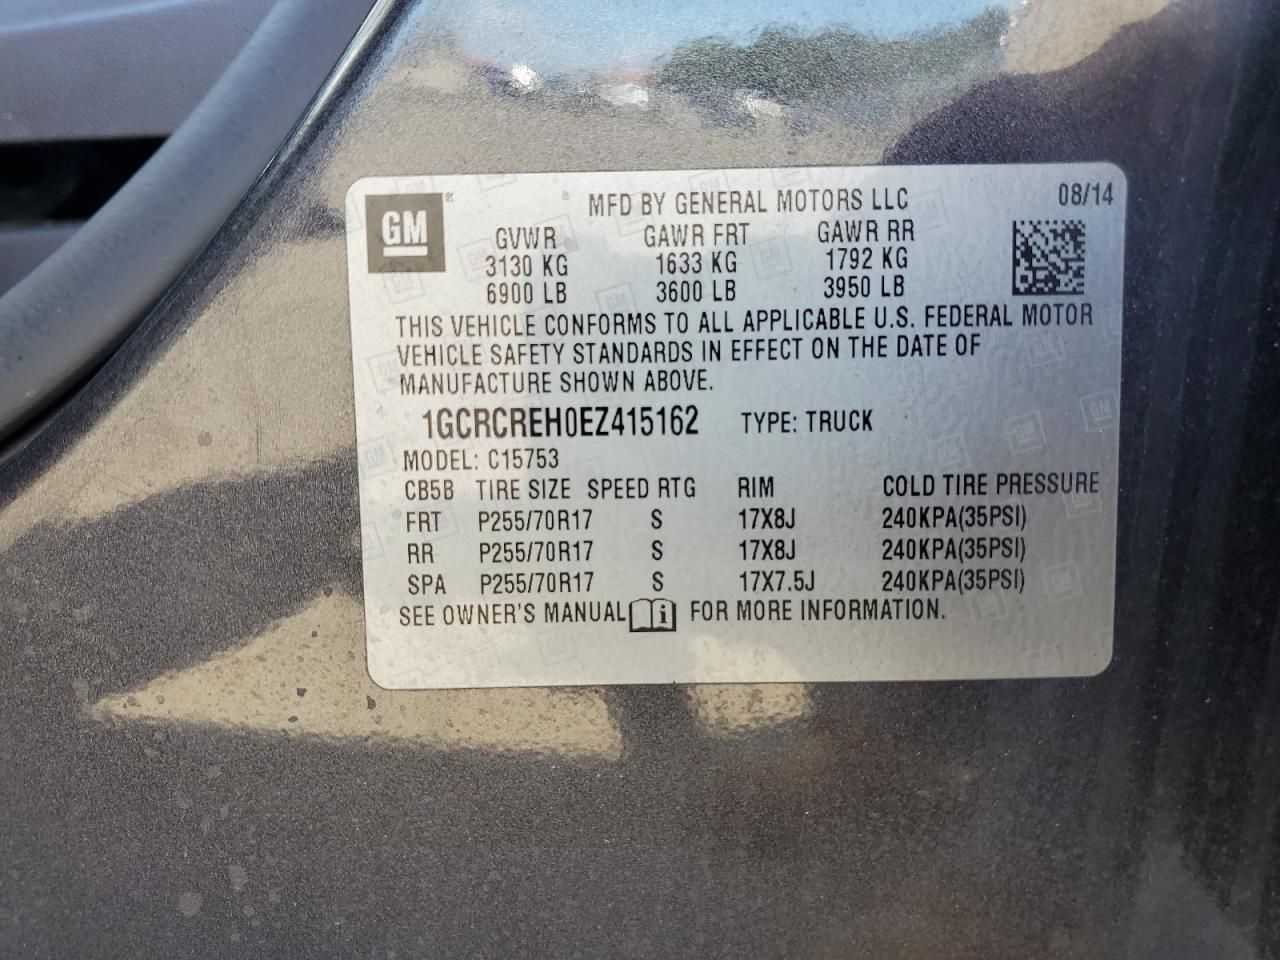 GM ® MFD BY GENERAL MOTORS LLC 08/14
GVWR GAWR FRT GAWR RR
3130 KG 1633 KG 1792 KG
6900 LB 3600 LB 3950 LB
THIS VEHICLE CONFORMS TO ALL APPLICABLE U.S. FEDERAL MOTOR
VEHICLE SAFETY STANDARDS IN EFFECT ON THE DATE OF
MANUFACTURE SHOWN ABOVE.
1GCRCREH0EZ415162 TYPE: TRUCK
MODEL: C15753
CB5B TIRE SIZE SPEED RTG RIM COLD TIRE PRESSURE
FRT P255/70R17 S 17X8J 240KPA(35PSI)
RR P255/70R17 S 17X8J 240KPA(35PSI)
SPA P255/70R17 S 17X7.5J 240KPA(35PSI)
SEE OWNER'S MANUAL i FOR MORE INFORMATION.